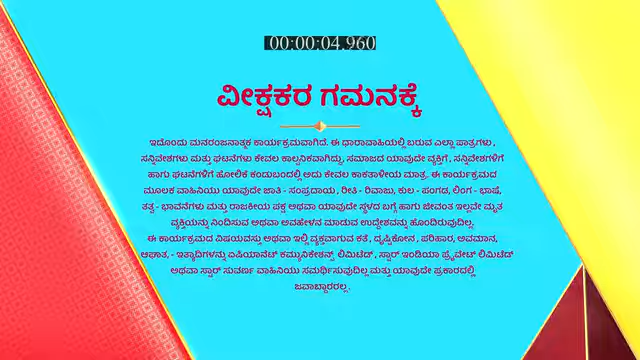 00:00:04.960
ವೀಕ್ಷಕರ ಗಮನಕ್ಕೆ
ಇದೊಂದು ಮನರಂಜನಾತ್ಮಕ ಕಾರ್ಯಕ್ರಮವಾಗಿದೆ. ಈ ಧಾರಾವಾಹಿಯಲ್ಲಿ ಬರುವ ಎಲ್ಲಾ ಪಾತ್ರಗಳು ,
ಸನ್ನಿವೇಶಗಳು ಮತ್ತು ಘಟನೆಗಳು ಕೇವಲ ಕಾಲ್ಪನಿಕವಾಗಿದ್ದು, ಸಮಾಜದ ಯಾವುದೇ ವ್ಯಕ್ತಿಗೆ , ಸನ್ನಿವೇಶಗಳಿಗೆ
ಹಾಗು ಘಟನೆಗಳಿಗೆ ಹೋಲಿಕೆ ಕಂಡುಬಂದಲ್ಲಿ ಅದು ಕೇವಲ ಕಾಕತಾಳೀಯ ಮಾತ್ರ. ಈ ಕಾರ್ಯಕ್ರಮದ
ಮೂಲಕ ವಾಹಿನಿಯು ಯಾವುದೇ ಜಾತಿ - ಸಂಪ್ರದಾಯ , ರೀತಿ - ರಿವಾಜು, ಕುಲ - ಪಂಗಡ, ಲಿಂಗ - ಭಾಷೆ,
ತತ್ವ - ಭಾವನೆಗಳು ಮತ್ತು ರಾಜಕೀಯ ಪಕ್ಷ ಅಥವಾ ಯಾವುದೇ ಸ್ಥಳದ ಬಗ್ಗೆ ಹಾಗು ಜೀವಂತ ಇಲ್ಲವೇ ಮೃತ
ವ್ಯಕ್ತಿಯನ್ನು ನಿಂದಿಸುವ ಅಥವಾ ಅವಹೇಳನ ಮಾಡುವ ಉದ್ದೇಶವನ್ನು ಹೊಂದಿರುವುದಿಲ್ಲ.
ಈ ಕಾರ್ಯಕ್ರಮದ ವಿಷಯವಸ್ತು ಅಥವಾ ಇಲ್ಲಿ ವ್ಯಕ್ತವಾಗುವ ಕತೆ , ದೃಷ್ಟಿಕೋನ , ಪರಿಹಾರ, ಅವಮಾನ,
ಆಘಾತ, - ಇತ್ಯಾದಿಗಳನ್ನು ಏಷಿಯಾನೆಟ್ ಕಮ್ಯುನಿಕೇಶನ್ಸ್ ಲಿಮಿಟೆಡ್ , ಸ್ಟಾರ್ ಇಂಡಿಯಾ ಪ್ರೈವೇಟ್ ಲಿಮಿಟೆಡ್
ಅಥವಾ ಸ್ಟಾರ್ ಸುವರ್ಣ ವಾಹಿನಿಯು ಸಮರ್ಥಿಸುವುದಿಲ್ಲ ಮತ್ತು ಯಾವುದೇ ಪ್ರಕಾರದಲ್ಲಿ
ಜವಾಬ್ದಾರರಲ್ಲ.